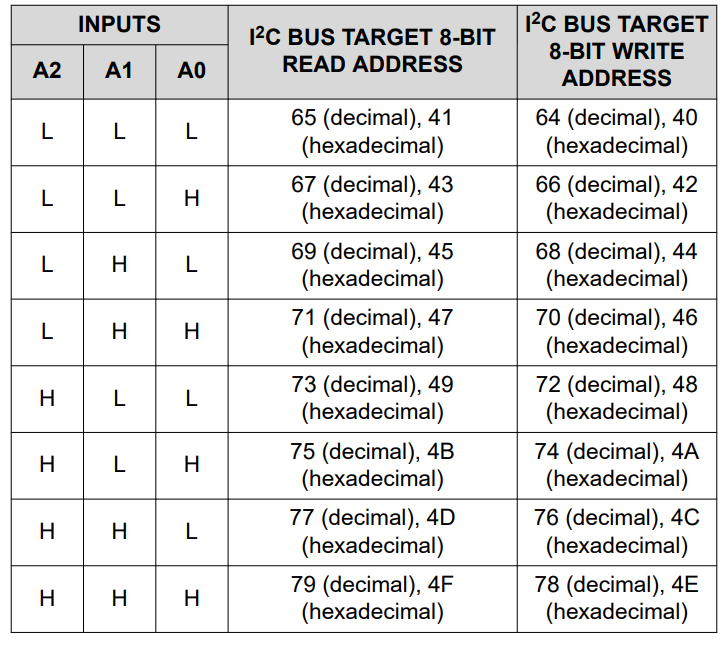 INPUTS
I²C BUS TARGET 8-BIT
READ ADDRESS
I²C BUS TARGET
8-BIT WRITE
ADDRESS
A2 A1 A0
L L L 65 (decimal), 41 64 (decimal), 40
(hexadecimal) (hexadecimal)
L L H 67 (decimal), 43 66 (decimal), 42
(hexadecimal) (hexadecimal)
L H L 69 (decimal), 45 68 (decimal), 44
(hexadecimal) (hexadecimal)
L H H 71 (decimal), 47 70 (decimal), 46
(hexadecimal) (hexadecimal)
H L L 73 (decimal), 49 72 (decimal), 48
(hexadecimal) (hexadecimal)
H L H 75 (decimal), 4B 74 (decimal), 4A
(hexadecimal) (hexadecimal)
H H L 77 (decimal), 4D 76 (decimal), 4C
(hexadecimal) (hexadecimal)
H H H 79 (decimal), 4F 78 (decimal), 4E
(hexadecimal) (hexadecimal)